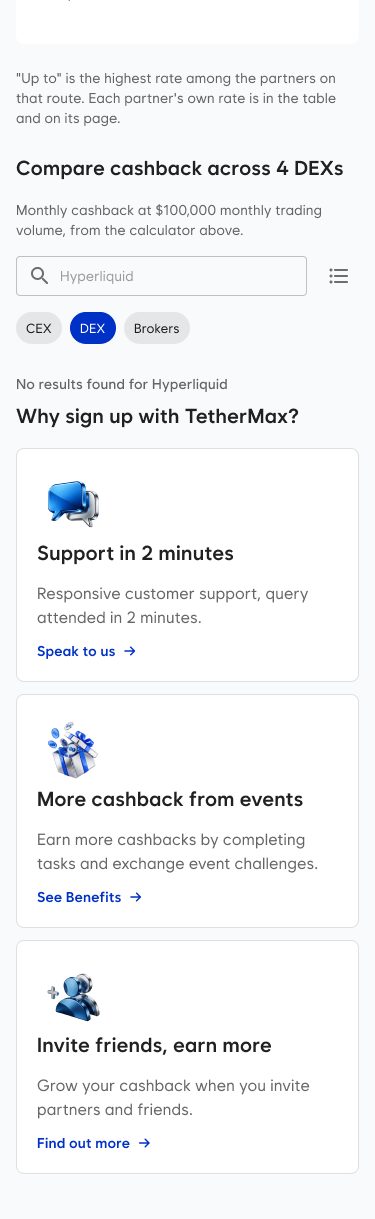 "Up to" is the highest rate among the partners on
that route. Each partner's own rate is in the table
and on its page.
Compare cashback across 4 DEXs
Monthly cashback at $100,000 monthly trading
volume, from the calculator above.
Hyperliquid
CEX DEX Brokers
No results found for Hyperliquid
Why sign up with TetherMax?
Support in 2 minutes
Responsive customer support, query
attended in 2 minutes.
Speak to us →
More cashback from events
Earn more cashbacks by completing
tasks and exchange event challenges.
See Benefits →
Invite friends, earn more
Grow your cashback when you invite
partners and friends.
Find out more →